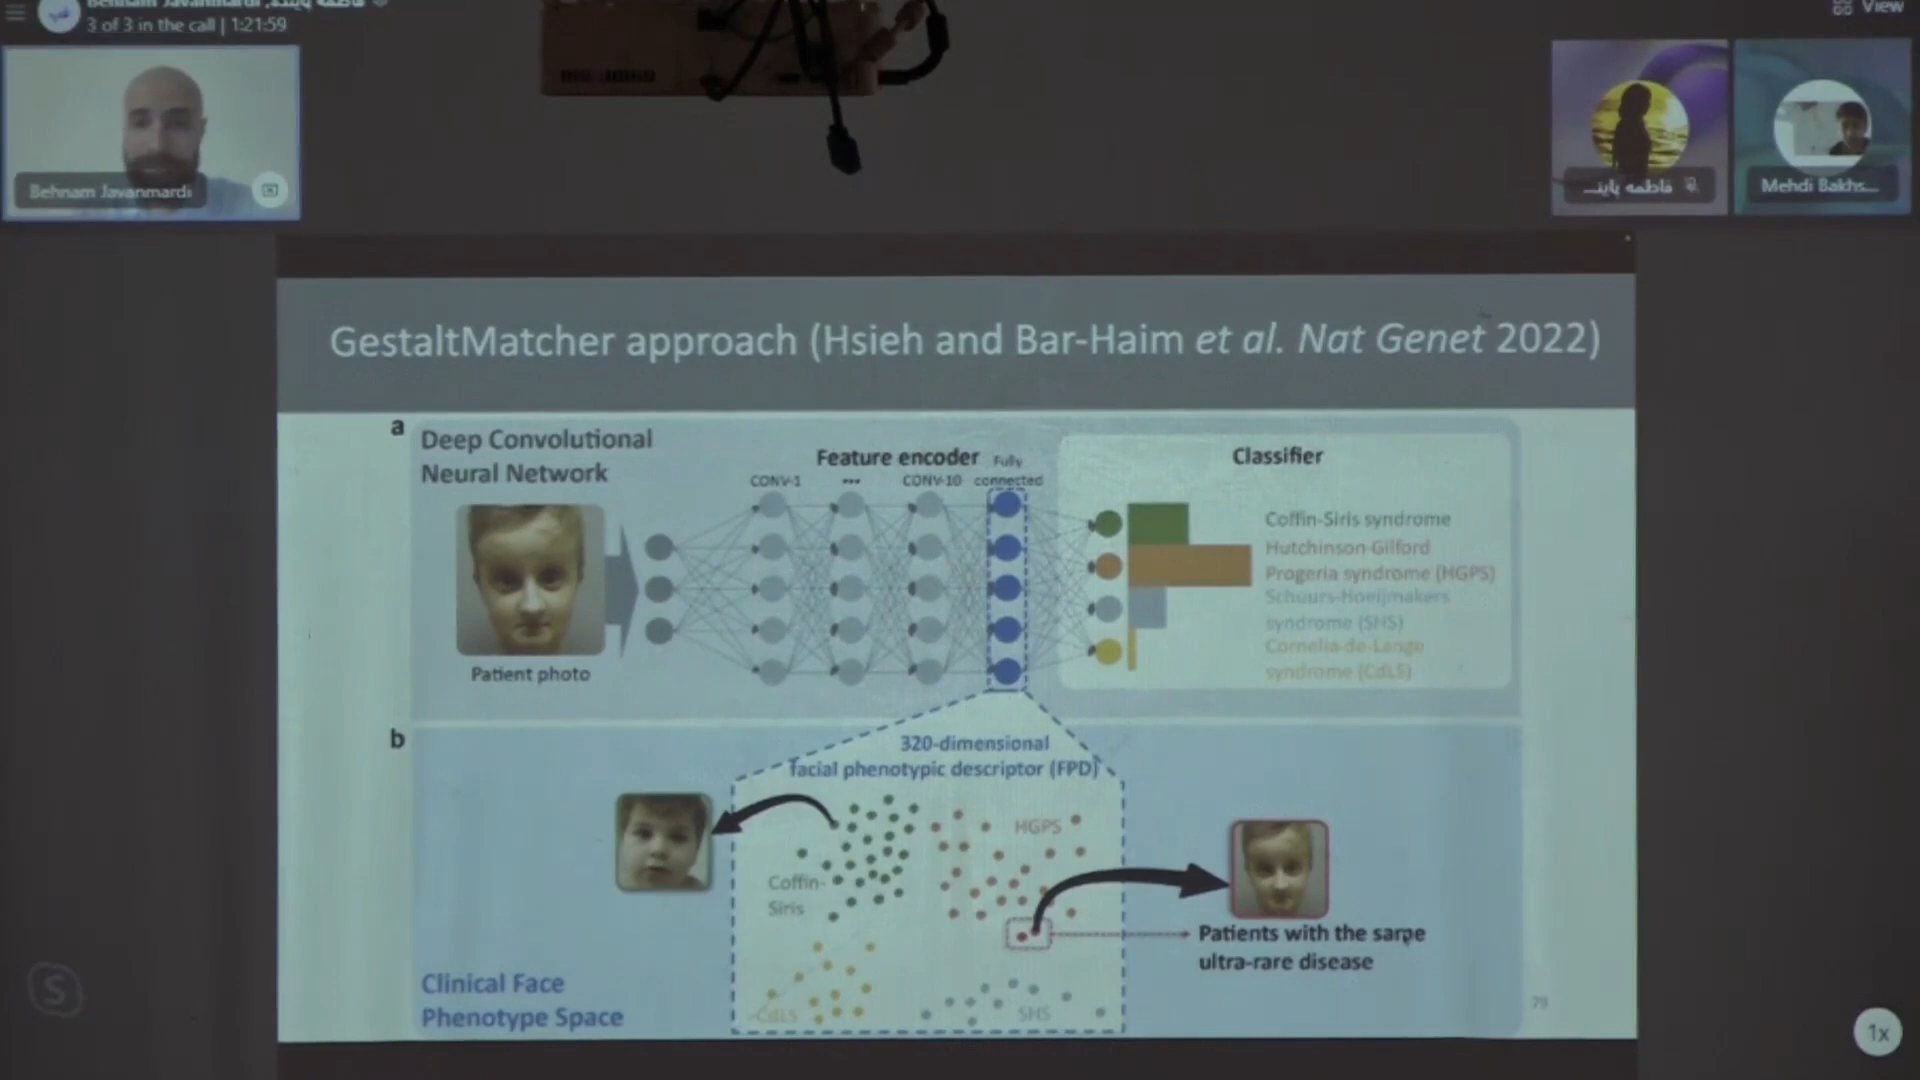 3 of 3 in the call | 1:21:59
View
Behnam Javanmardi
فاطمه پاینـ...
Mehdi Bakhs...
GestaltMatcher approach (Hsieh and Bar-Haim et al. Nat Genet 2022)
a
Deep Convolutional
Neural Network
Feature encoder
Fully
connected
CONV-1
...
CONV-10
Classifier
Coffin-Siris syndrome
Hutchinson-Gilford
Progeria syndrome (HGPS)
Schuurs-Hoeijmakers
syndrome (SHS)
Cornelia-de-Lange
syndrome (CdLS)
Patient photo
b
320-dimensional
facial phenotypic descriptor (FPD)
HGPS
Coffin-
Siris
Patients with the same
ultra-rare disease
Clinical Face
Phenotype Space
CdLS
SHS
79
S
1x